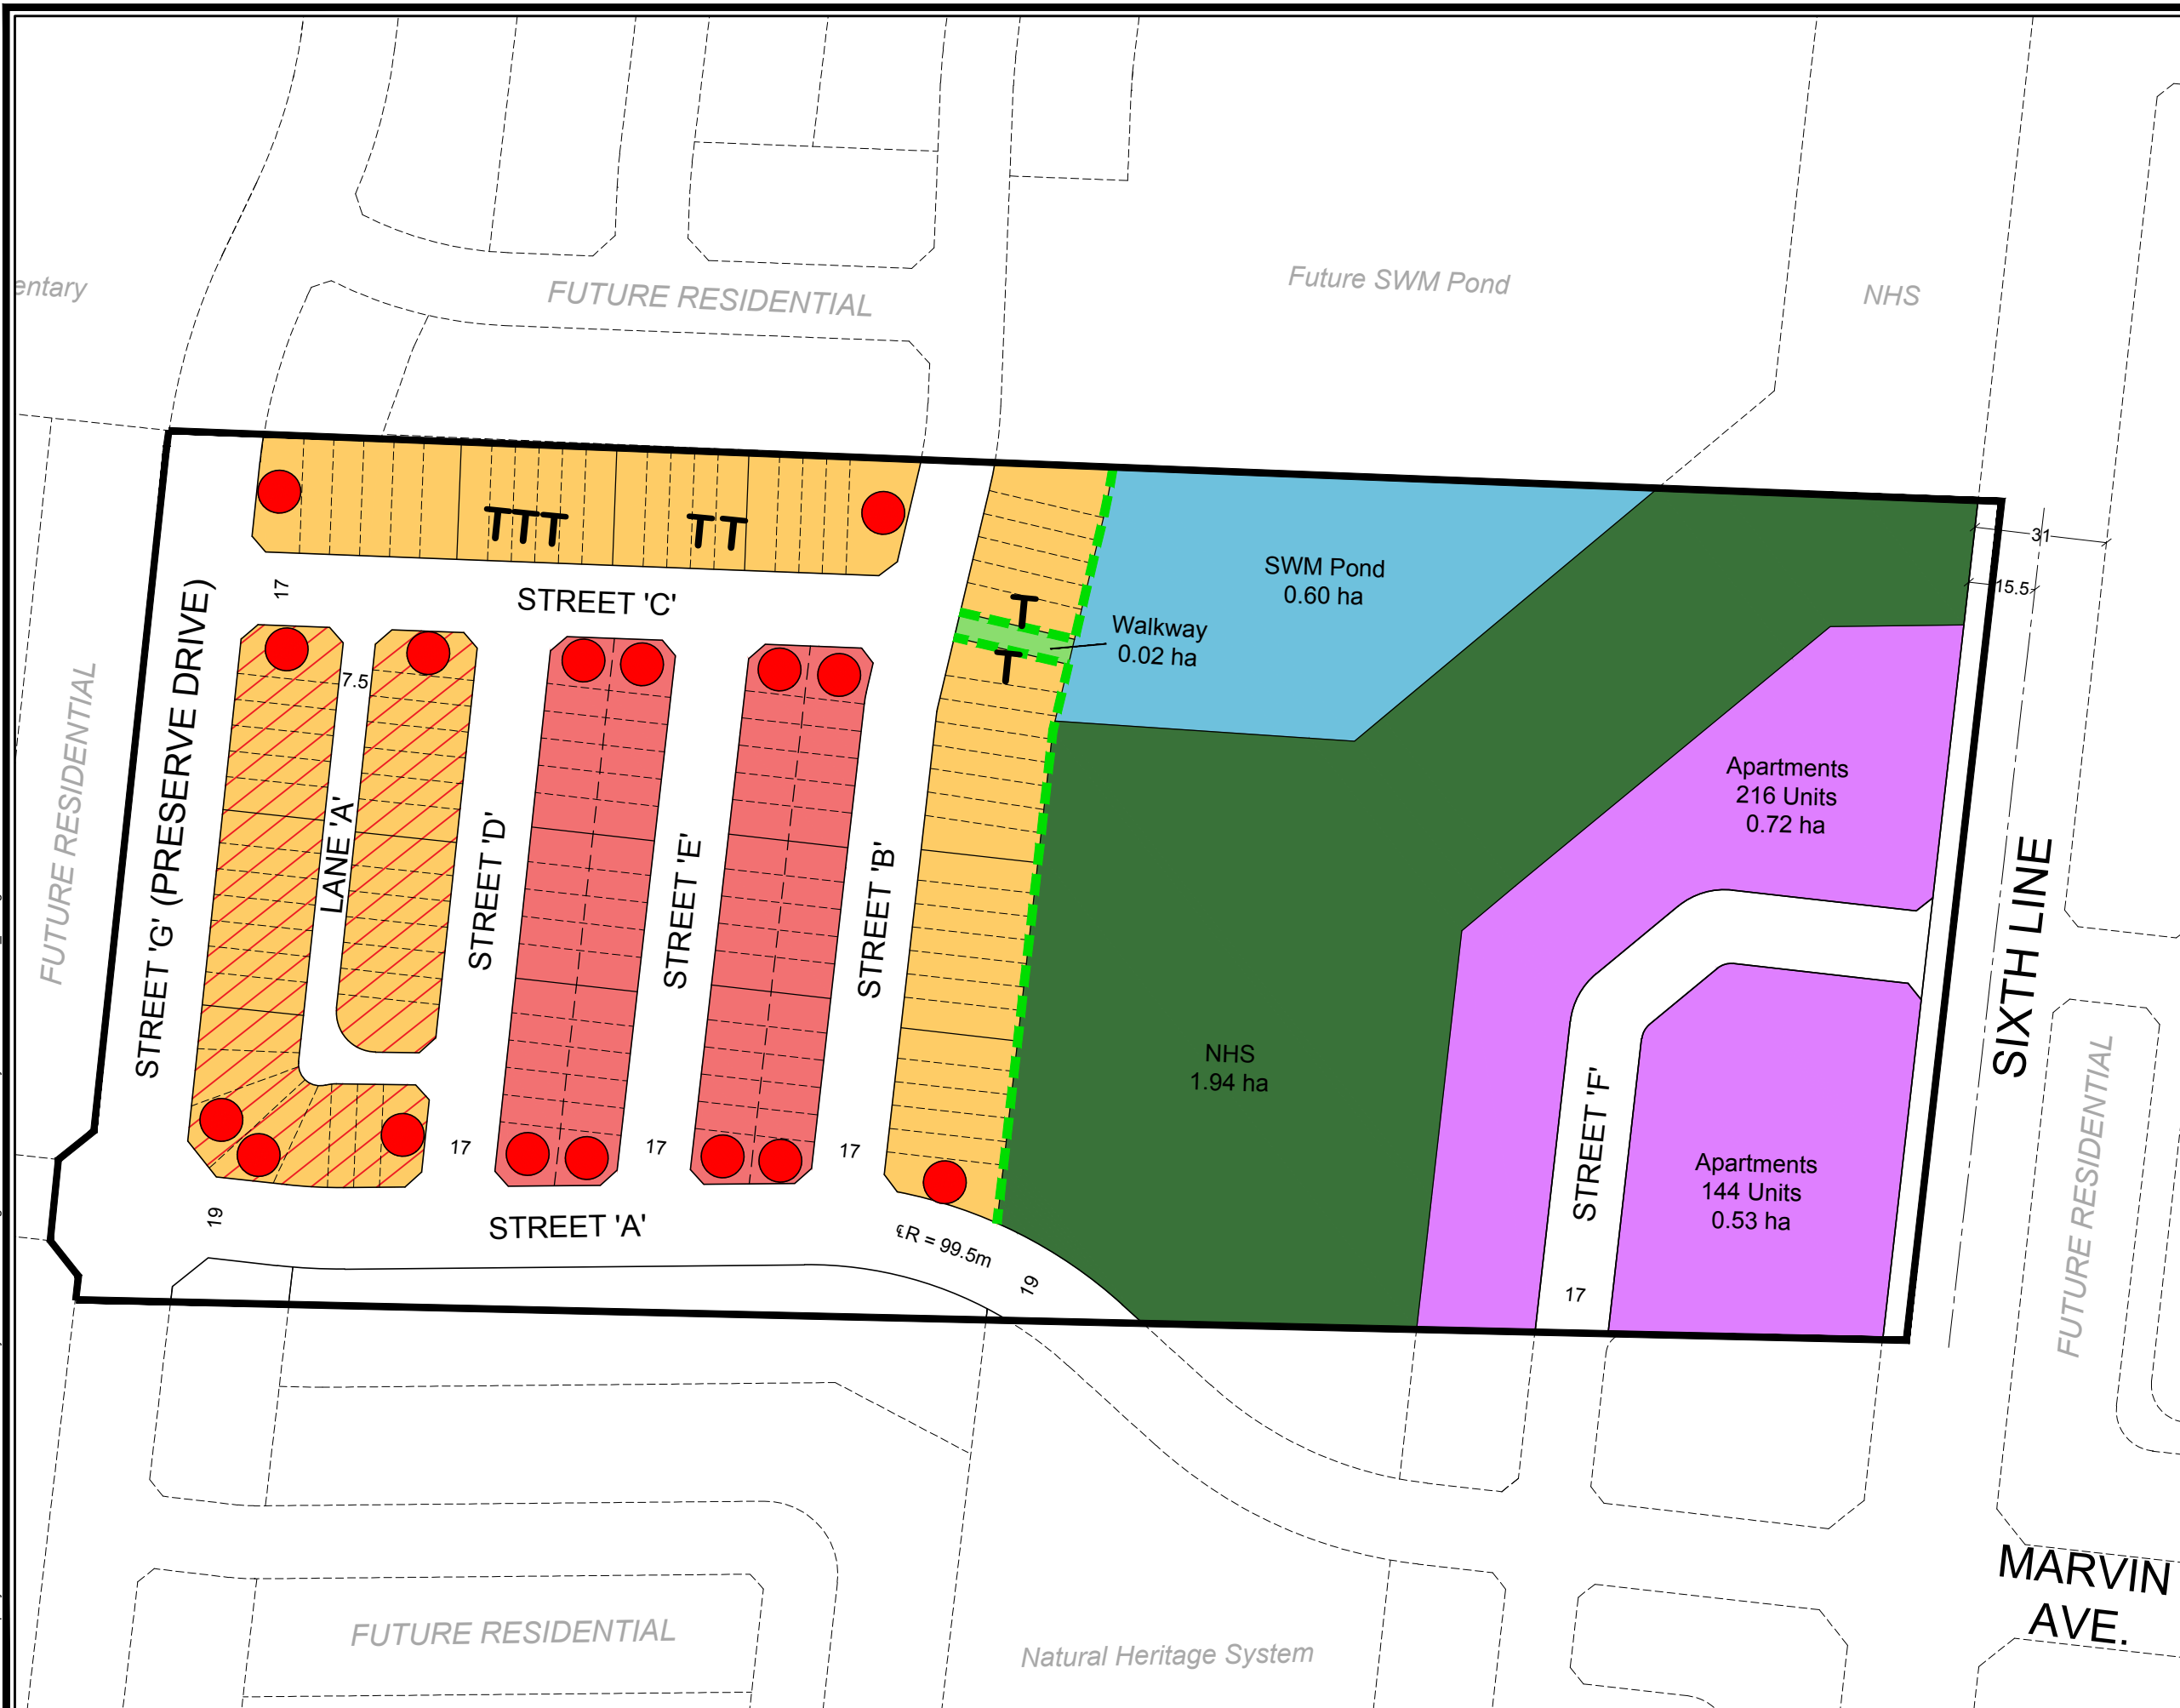 entary
FUTURE RESIDENTIAL
Future SWM Pond
NHS
31
15.5
SWM Pond
0.60 ha
Walkway
0.02 ha
T T T
T T
T
T
17
STREET 'C'
7.5
FUTURE RESIDENTIAL
STREET 'G' (PRESERVE DRIVE)
LANE 'A'
STREET 'D'
STREET 'E'
STREET 'B'
Apartments
216 Units
0.72 ha
SIXTH LINE
NHS
1.94 ha
STREET 'F'
Apartments
144 Units
0.53 ha
FUTURE RESIDENTIAL
17
17
17
19
STREET 'A'
℄R = 99.5m
19
17
MARVIN
AVE.
FUTURE RESIDENTIAL
Natural Heritage System